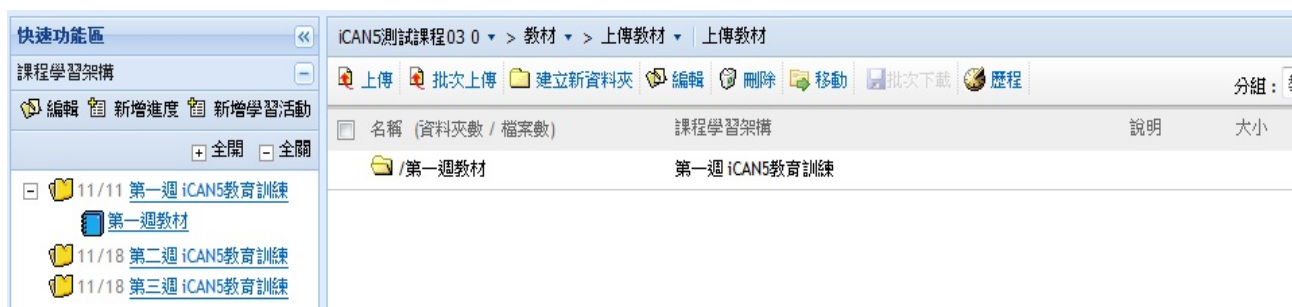 快速功能區
課程學習架構
編輯 新增進度 新增學習活動
全開 全關
11/11 第一週 iCAN5教育訓練
第一週教材
11/18 第二週 iCAN5教育訓練
11/18 第三週 iCAN5教育訓練
iCAN5測試課程03 0 > 教材 > 上傳教材 上傳教材
上傳 批次上傳 建立新資料夾 編輯 刪除 移動 批次下載 歷程
分組：
名稱 (資料夾數 / 檔案數) 課程學習架構 說明 大小
/第一週教材 第一週 iCAN5教育訓練